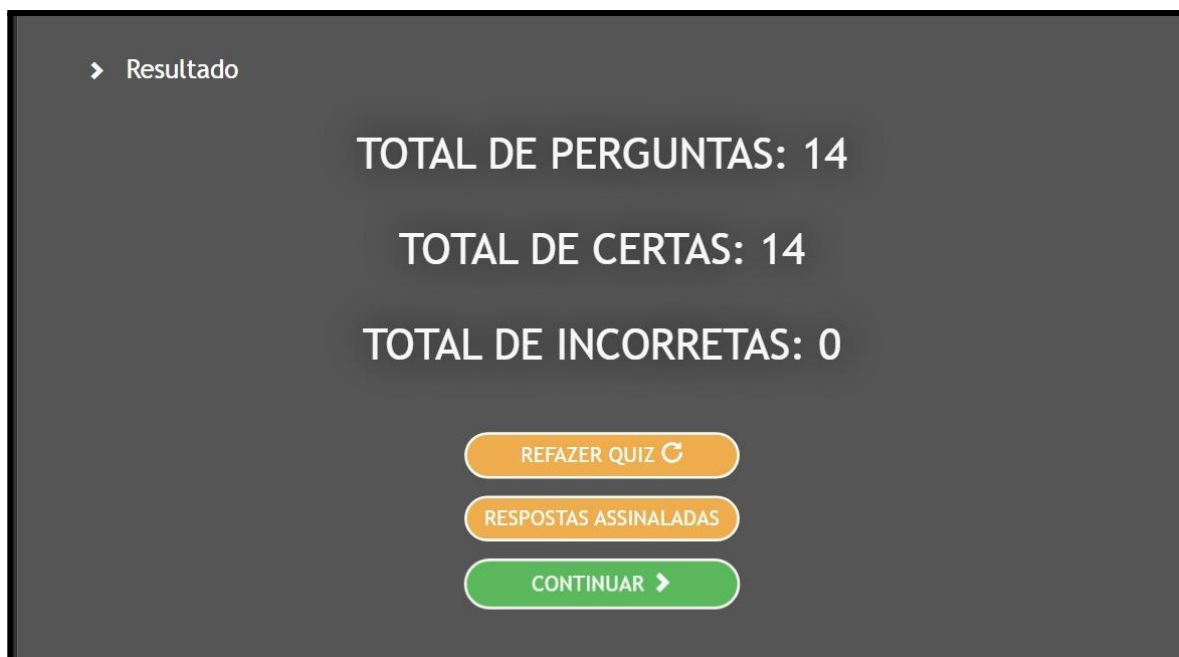 Resultado
TOTAL DE PERGUNTAS: 14
TOTAL DE CERTAS: 14
TOTAL DE INCORRETAS: 0
REFAZER QUIZ
RESPOSTAS ASSINALADAS
CONTINUAR